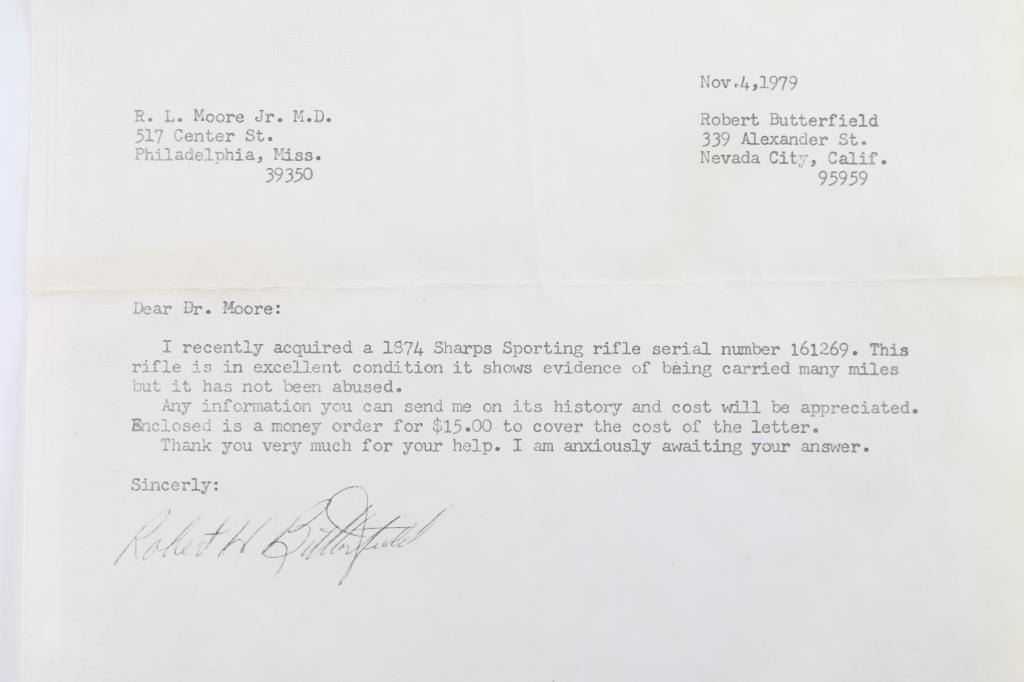 Nov.4,1979
R. L. Moore Jr. M.D.
517 Center St.
Philadelphia, Miss.
39350
Robert Butterfield
339 Alexander St.
Nevada City, Calif.
95959
Dear Dr. Moore:
I recently acquired a 1874 Sharps Sporting rifle serial number 161269. This
rifle is in excellent condition it shows evidence of being carried many miles
but it has not been abused.
Any information you can send me on its history and cost will be appreciated.
Enclosed is a money order for $15.00 to cover the cost of the letter.
Thank you very much for your help. I am anxiously awaiting your answer.
Sincerly:
Robert W Butterfield